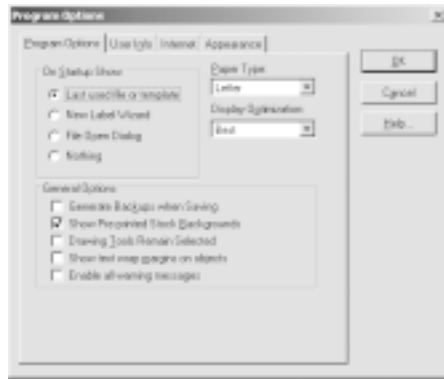 Program Options
Program Options User Info Internet Appearance
On Startup Show:
Last used file or template
New Label Wizard
File Open Dialog
Nothing
Paper Type:
Letter
Display Optimization:
Best
OK
Cancel
Help...
General Options
Generate Backups when Saving
Show Preprinted Stock Backgrounds
Drawing Tools Remain Selected
Show text wrap margins on objects
Enable all warning messages